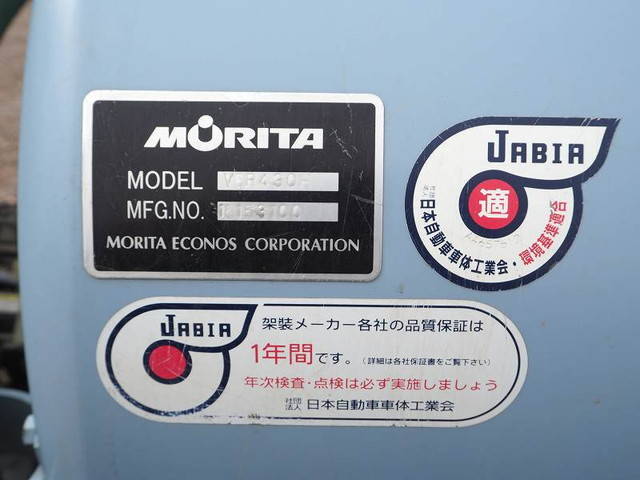 MORITA
MODEL
MFG.NO.
MORITA ECONOS CORPORATION
JABIA
適
社団法人 日本自動車車体工業会・環境基準適合
JABIA
架装メーカー各社の品質保証は
1年間です。(詳細は各社保証書をご覧下さい)
年次検査・点検は必ず実施しましょう
社団法人 日本自動車車体工業会